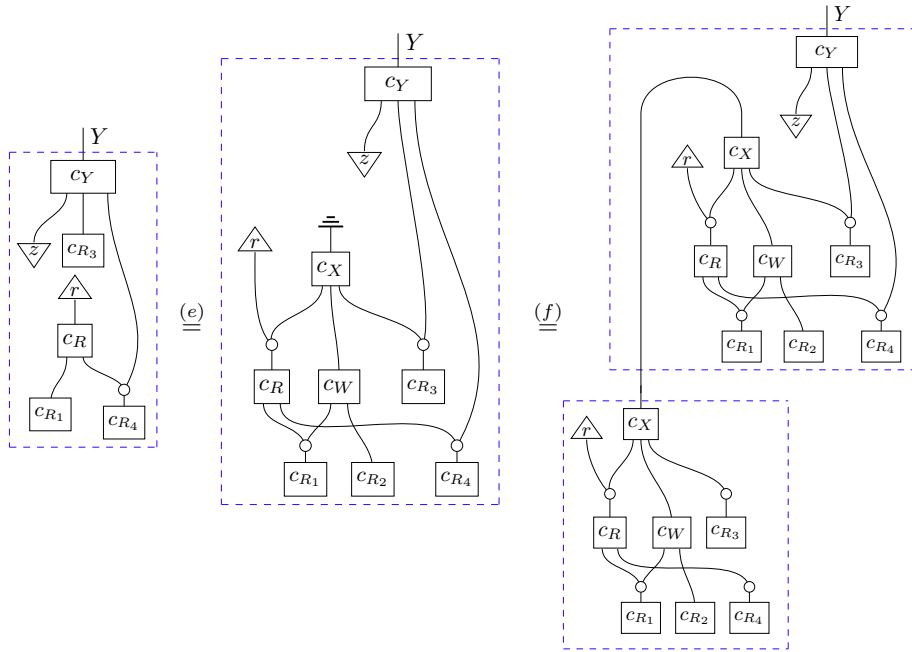 Y
c_Y
z
c_{R_3}
r
c_R
c_{R_1}
c_{R_4}
(e)
=
Y
c_Y
z
r
c_X
c_R
c_W
c_{R_3}
c_{R_1}
c_{R_2}
c_{R_4}
(f)
=
Y
c_Y
z
r
c_X
c_R
c_W
c_{R_3}
c_{R_1}
c_{R_2}
c_{R_4}
r
c_X
c_R
c_W
c_{R_3}
c_{R_1}
c_{R_2}
c_{R_4}